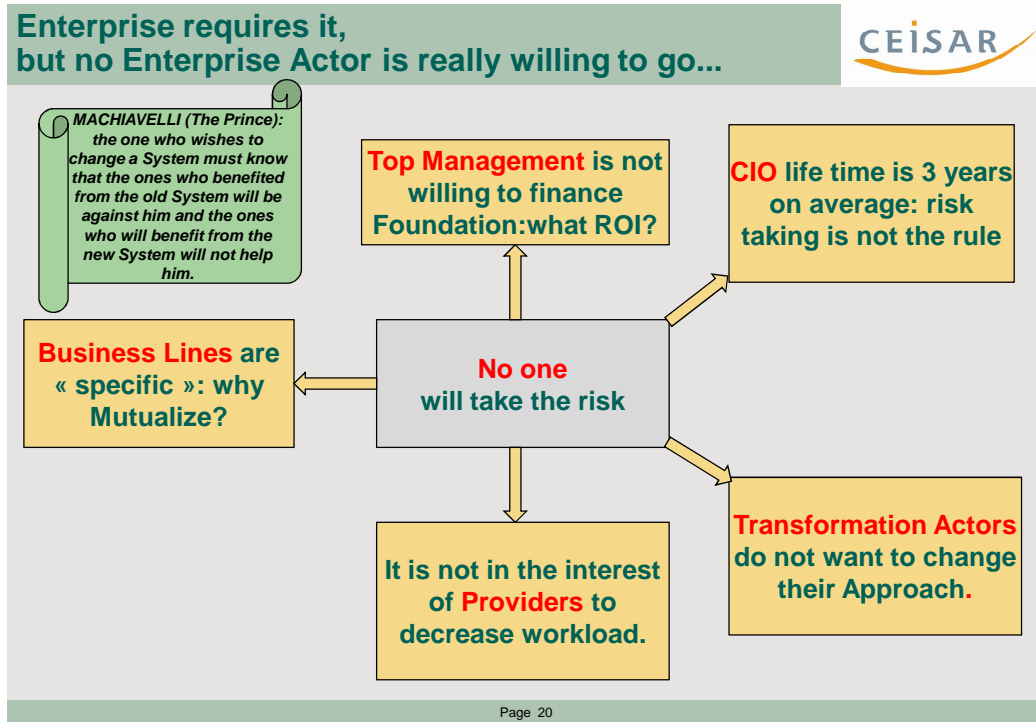 Enterprise requires it,
but no Enterprise Actor is really willing to go...
CEiSAR
MACHIAVELLI (The Prince):
the one who wishes to
change a System must know
that the ones who benefited
from the old System will be
against him and the ones
who will benefit from the
new System will not help
him.
Top Management is not
willing to finance
Foundation:what ROI?
CIO life time is 3 years
on average: risk
taking is not the rule
Business Lines are
« specific »: why
Mutualize?
No one
will take the risk
It is not in the interest
of Providers to
decrease workload.
Transformation Actors
do not want to change
their Approach.
Page 20